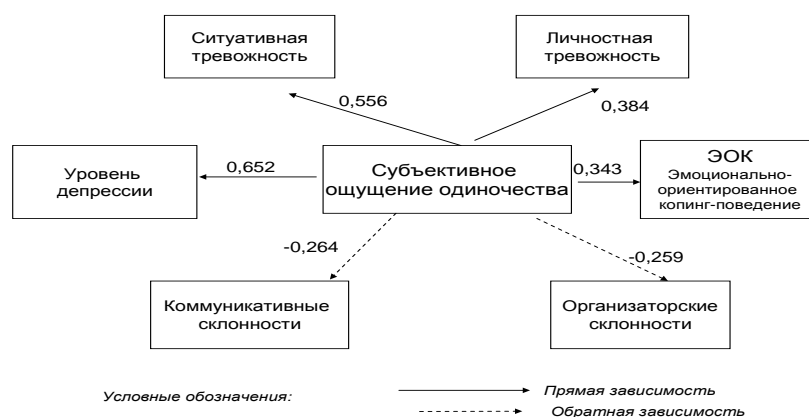 Ситуативная
тревожность
Личностная
тревожность
0,556
0,384
Уровень
депрессии
0,652
Субъективное
ощущение одиночества
0,343
ЭОК
Эмоционально-
ориентированное
копинг-поведение
-0,264
-0,259
Коммуникативные
склонности
Организаторские
склонности
Условные обозначения:
Прямая зависимость
Обратная зависимость